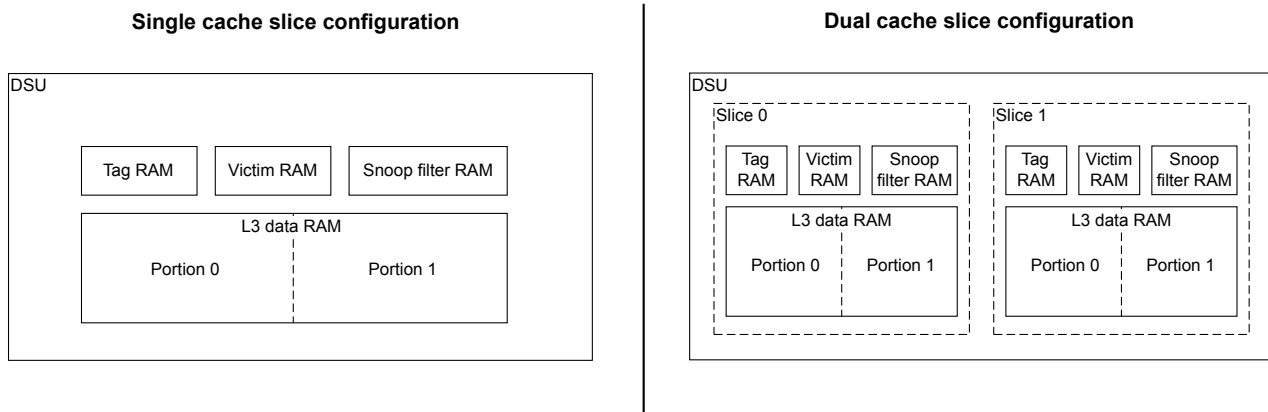 Single cache slice configuration
DSU
Tag RAM
Victim RAM
Snoop filter RAM
L3 data RAM
Portion 0
Portion 1
Dual cache slice configuration
DSU
Slice 0
Tag
RAM
Victim
RAM
Snoop
filter RAM
L3 data RAM
Portion 0
Portion 1
Slice 1
Tag
RAM
Victim
RAM
Snoop
filter RAM
L3 data RAM
Portion 0
Portion 1